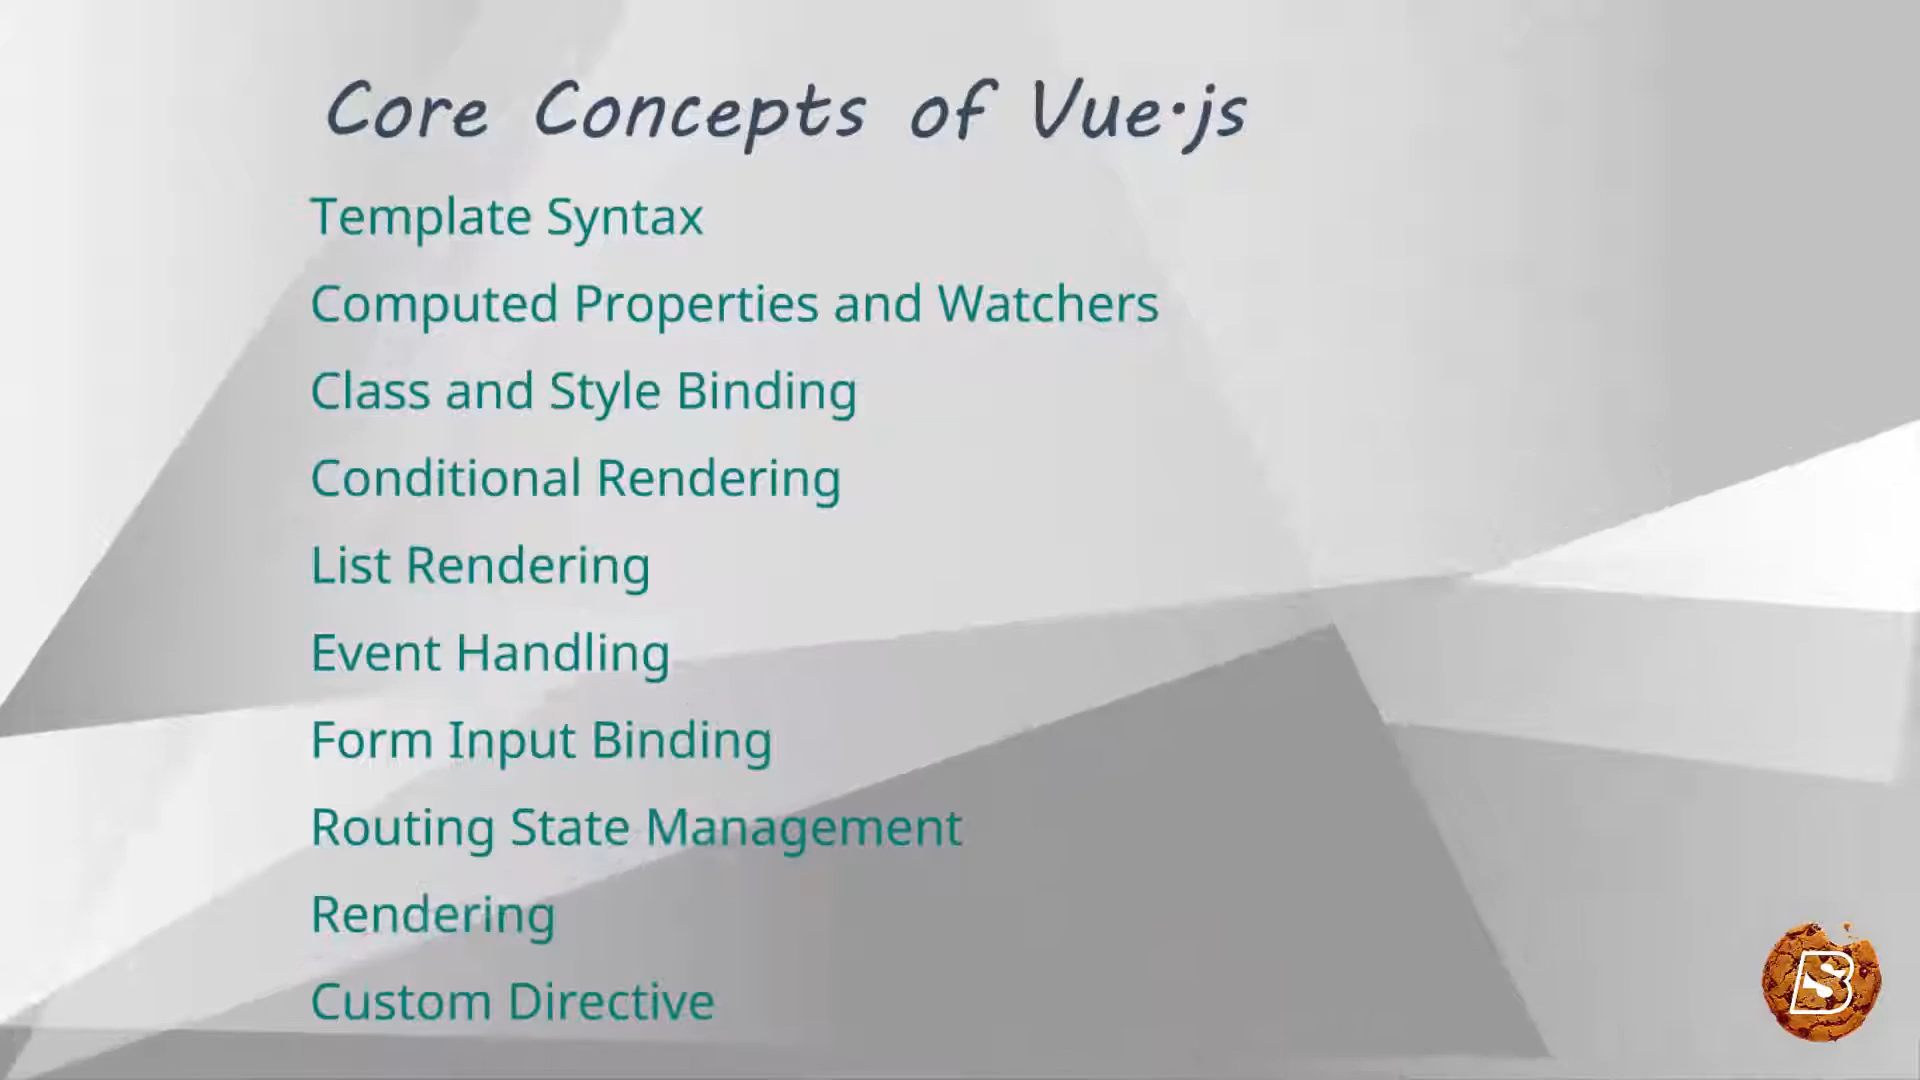 Core Concepts of Vue·js
Template Syntax
Computed Properties and Watchers
Class and Style Binding
Conditional Rendering
List Rendering
Event Handling
Form Input Binding
Routing State Management
Rendering
Custom Directive